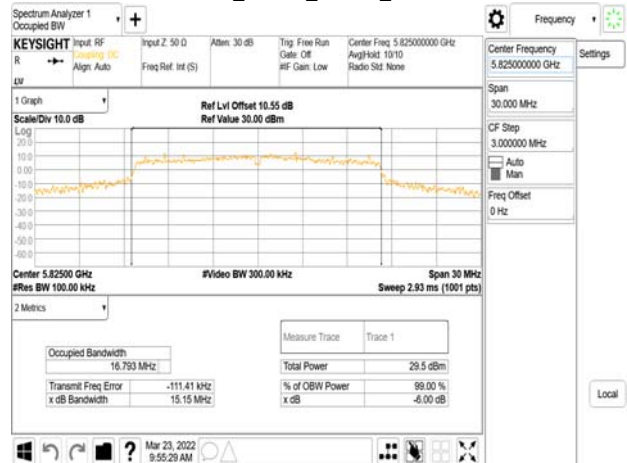 Spectrum Analyzer 1
Occupied BW
Frequency
KEYSIGHT Input: RF
Coupling: DC
Align: Auto
R
Input Z: 50 Ω
Freq Ref: Int (S)
Atten: 30 dB
Trig: Free Run
Gate: Off
#IF Gain: Low
Center Freq: 5.825000000 GHz
Avg|Hold: 10/10
Radio Std: None
1 Graph
Scale/Div 10.0 dB
Ref Lvl Offset 10.55 dB
Ref Value 30.00 dBm
Log
20.0
10.0
0.00
-10.0
-20.0
-30.0
-40.0
-50.0
-60.0
Center 5.82500 GHz
#Res BW 100.00 kHz
#Video BW 300.00 kHz
Span 30 MHz
Sweep 2.93 ms (1001 pts)
2 Metrics
Measure Trace Trace 1
Occupied Bandwidth
16.793 MHz
Total Power 29.5 dBm
Transmit Freq Error -111.41 kHz
% of OBW Power 99.00 %
x dB Bandwidth 15.15 MHz
x dB -6.00 dB
Center Frequency
5.825000000 GHz
Settings
Span
30.000 MHz
CF Step
3.000000 MHz
Auto
Man
Freq Offset
0 Hz
Local
?
Mar 23, 2022
9:55:29 AM